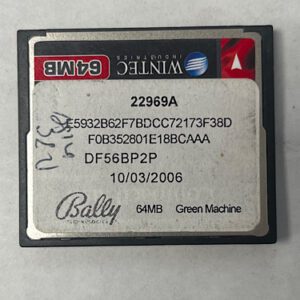 64MB
WINTEC
INDUSTRIES
22969A
E5932B62F7BDCC72173F38D
F0B352801E18BCAAA
DF56BP2P
10/03/2006
Bally
64MB Green Machine